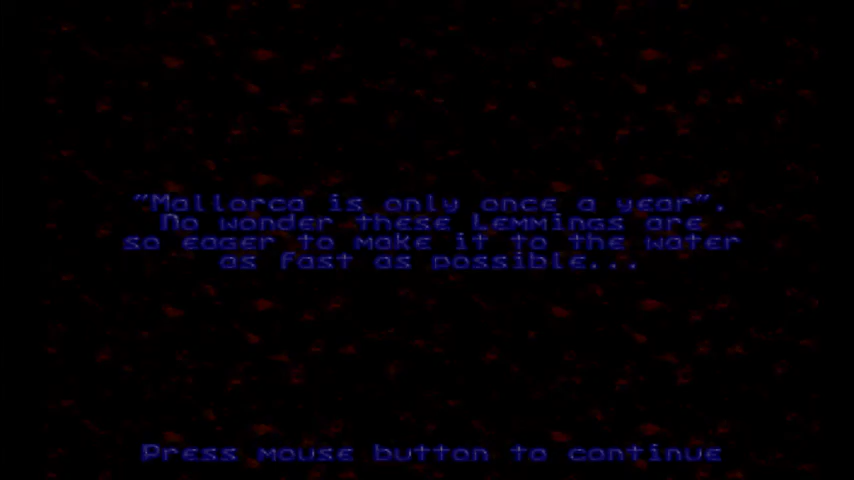 "Mallorca is only once a year".
No wonder these Lemmings are
so eager to make it to the water
as fast as possible...
Press mouse button to continue